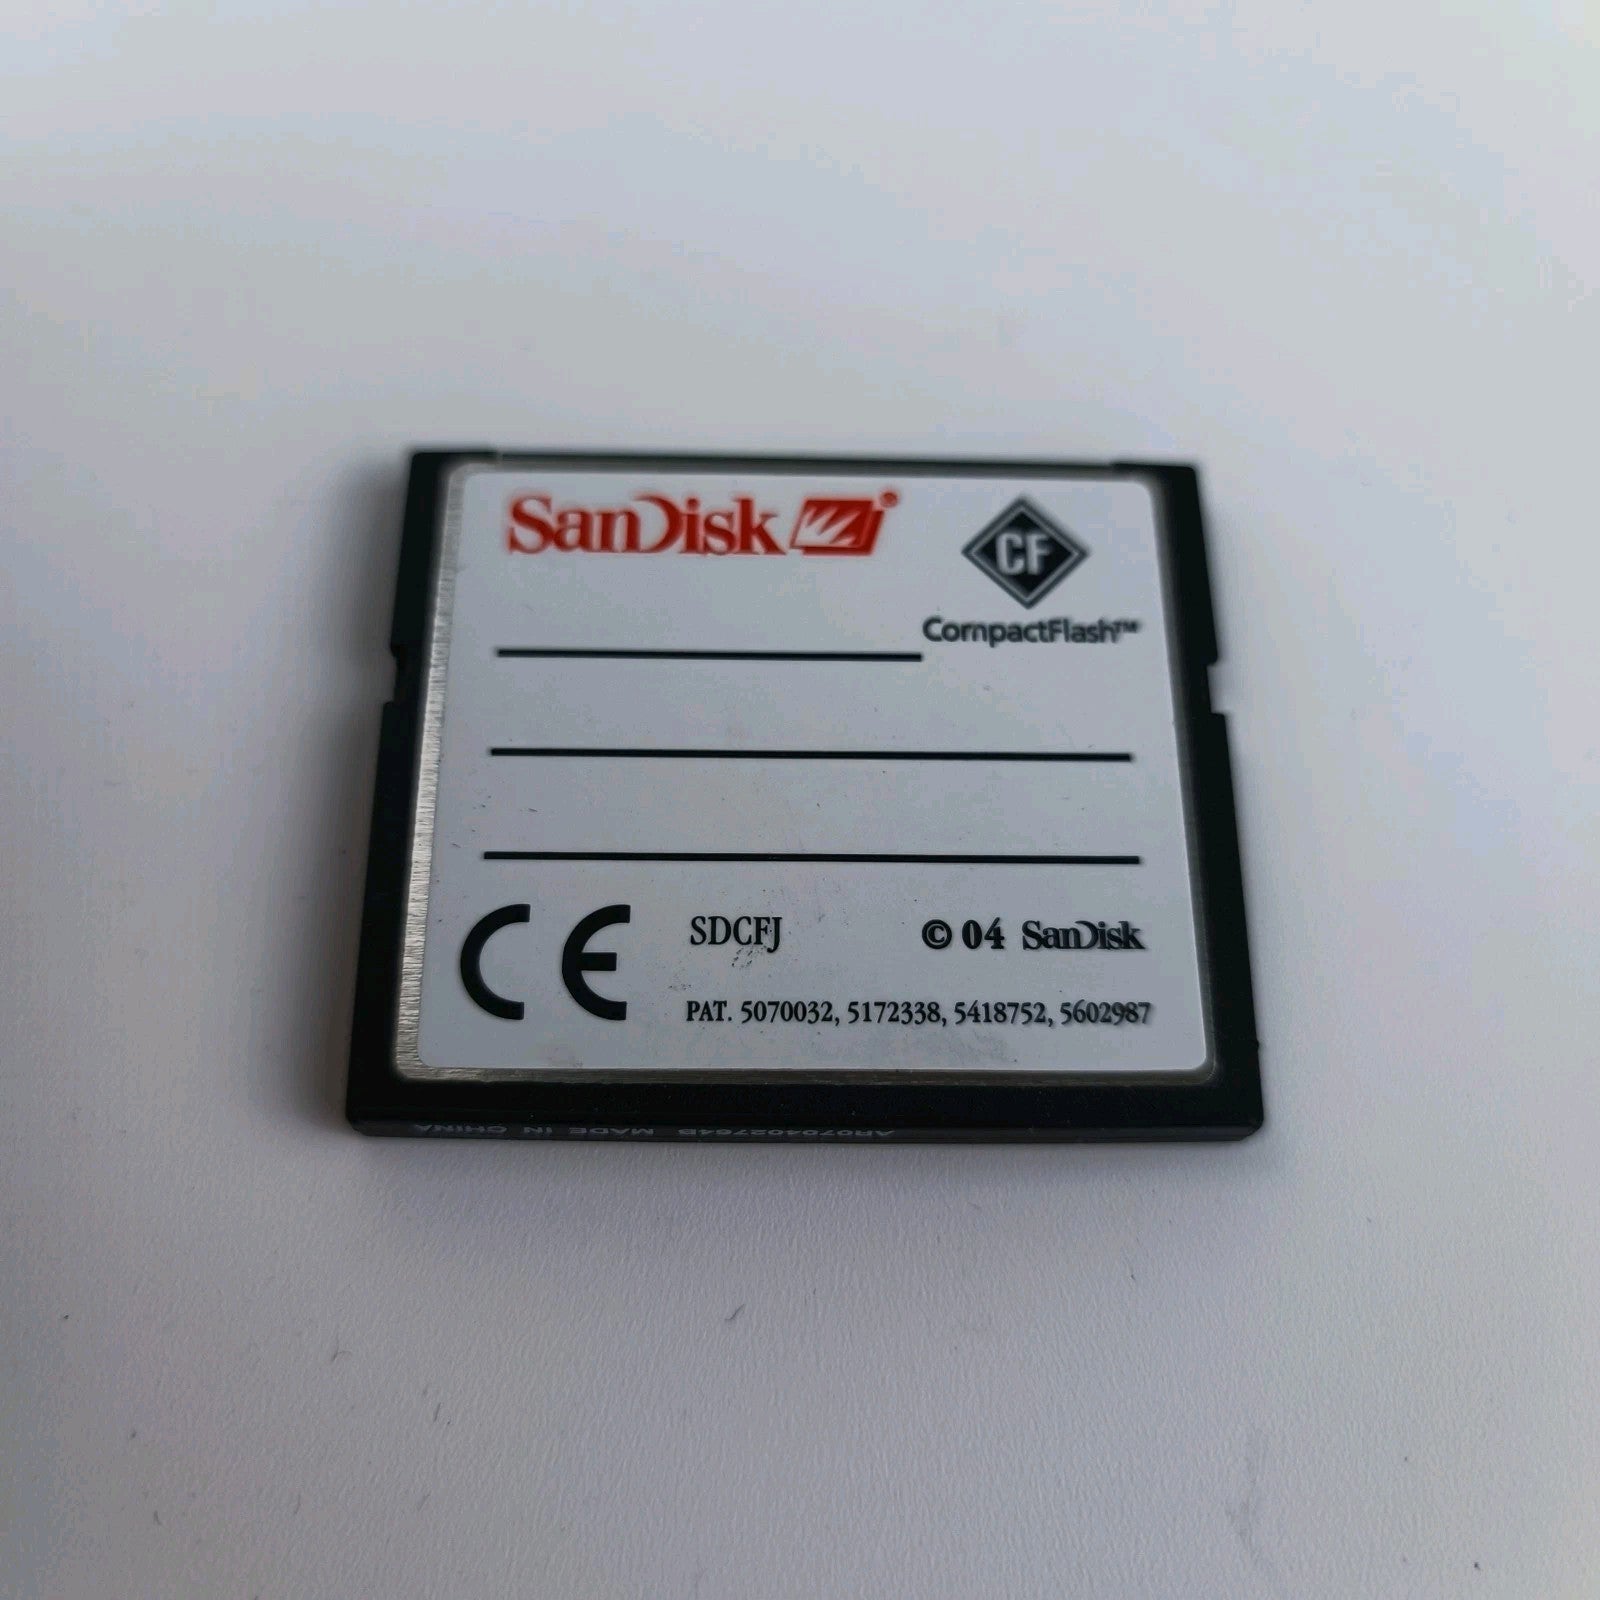 SanDisk ®
CF
CompactFlash™
CE
SDCFJ © 04 SanDisk
PAT. 5070032, 5172338, 5418752, 5602987
MADE IN CHINA